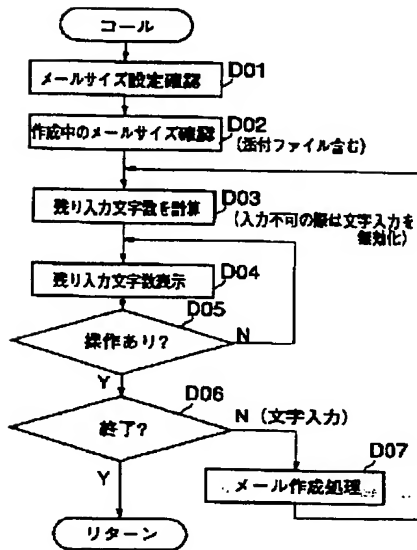 コール
D01
メールサイズ設定確認
D02
作成中のメールサイズ確認
(添付ファイル含む)
D03
残り入力文字数を計算
(入力不可の際は文字入力を
無効化)
D04
残り入力文字数表示
D05
操作あり?
N
Y
D06
終了?
N (文字入力)
Y
D07
メール作成処理
リターン